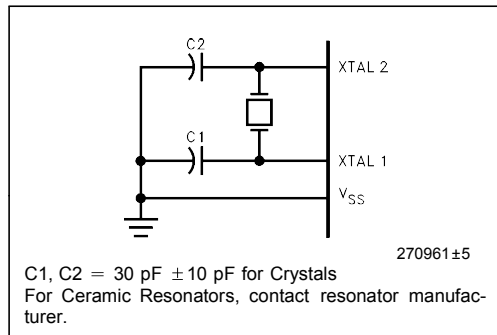 C2
XTAL 2
C1
XTAL 1
VSS
270961±5
C1, C2 = 30 pF ±10 pF for Crystals
For Ceramic Resonators, contact resonator manufac-
turer.